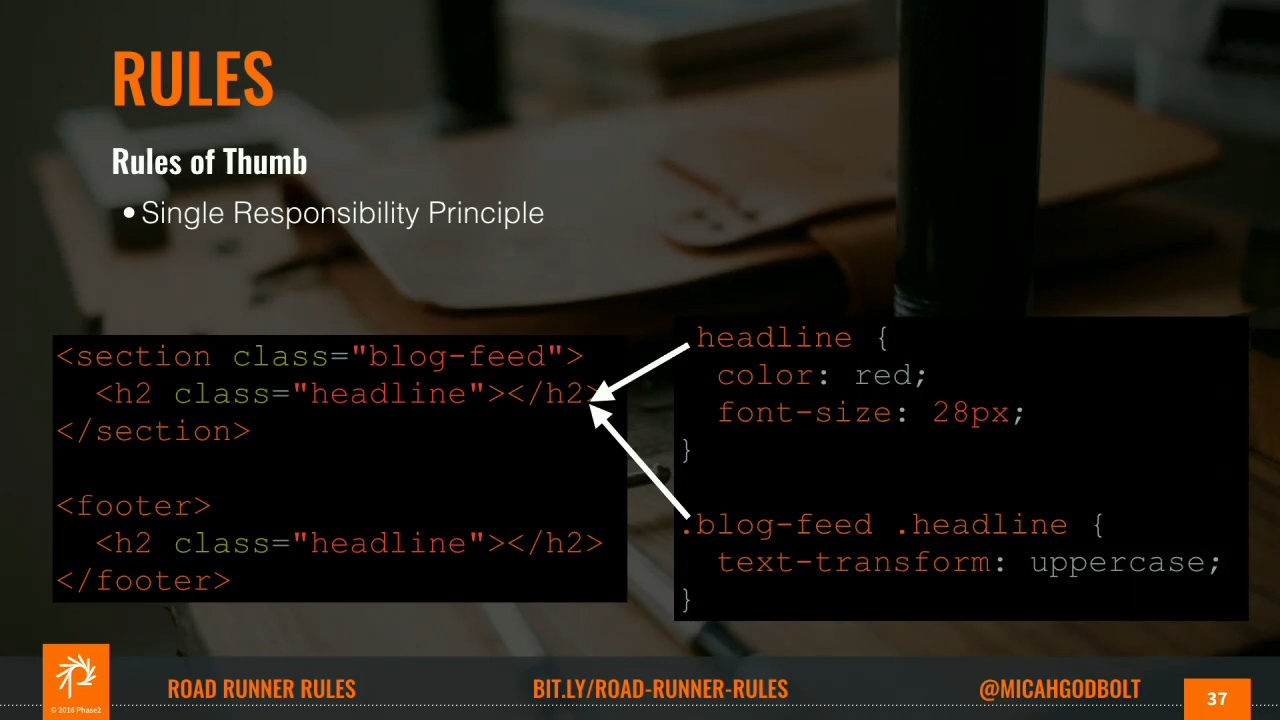 RULES
Rules of Thumb
• Single Responsibility Principle
<section class="blog-feed">
  <h2 class="headline"></h2>
</section>

<footer>
  <h2 class="headline"></h2>
</footer>
headline {
  color: red;
  font-size: 28px;
}

.blog-feed .headline {
  text-transform: uppercase;
}
© 2016 Phase2
ROAD RUNNER RULES
BIT.LY/ROAD-RUNNER-RULES
@MICAHGODBOLT
37